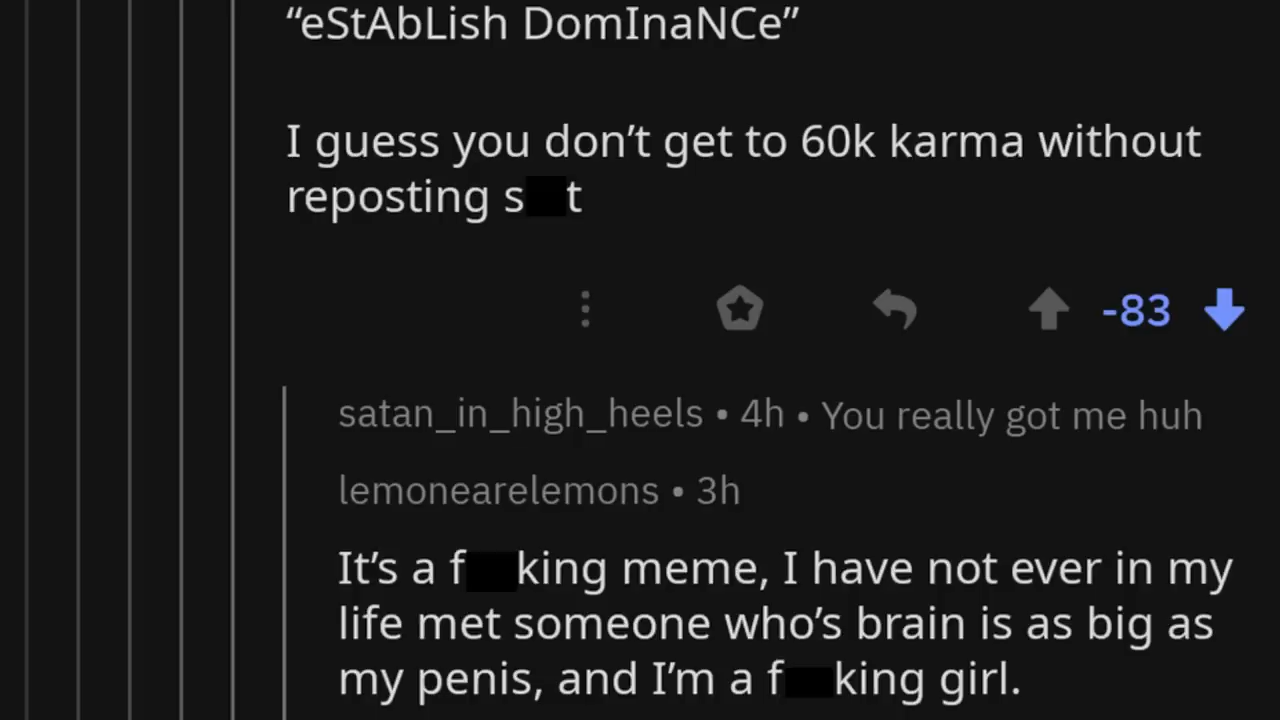 “eStAbLish DomInaNCe”
I guess you don’t get to 60k karma without
reposting s██t
-83
satan_in_high_heels • 4h • You really got me huh
lemonearelemons • 3h
It’s a f██king meme, I have not ever in my
life met someone who’s brain is as big as
my penis, and I’m a f██king girl.